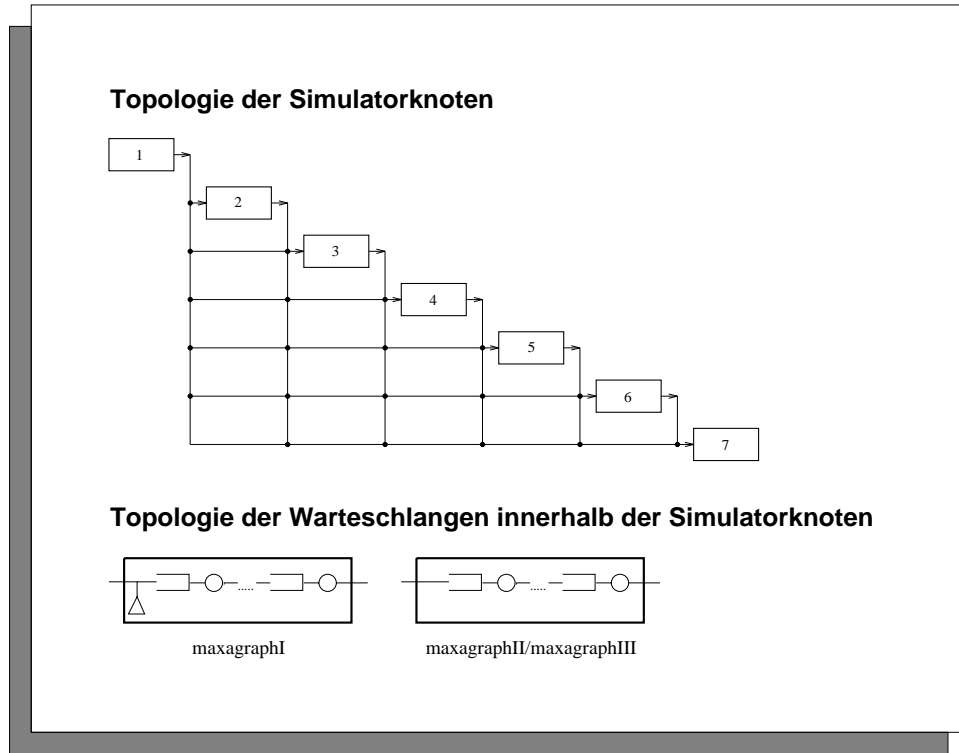 Topologie der Simulatorknoten
1
2
3
4
5
6
7
Topologie der Warteschlangen innerhalb der Simulatorknoten
..... .....
maxagraphI maxagraphII/maxagraphIII